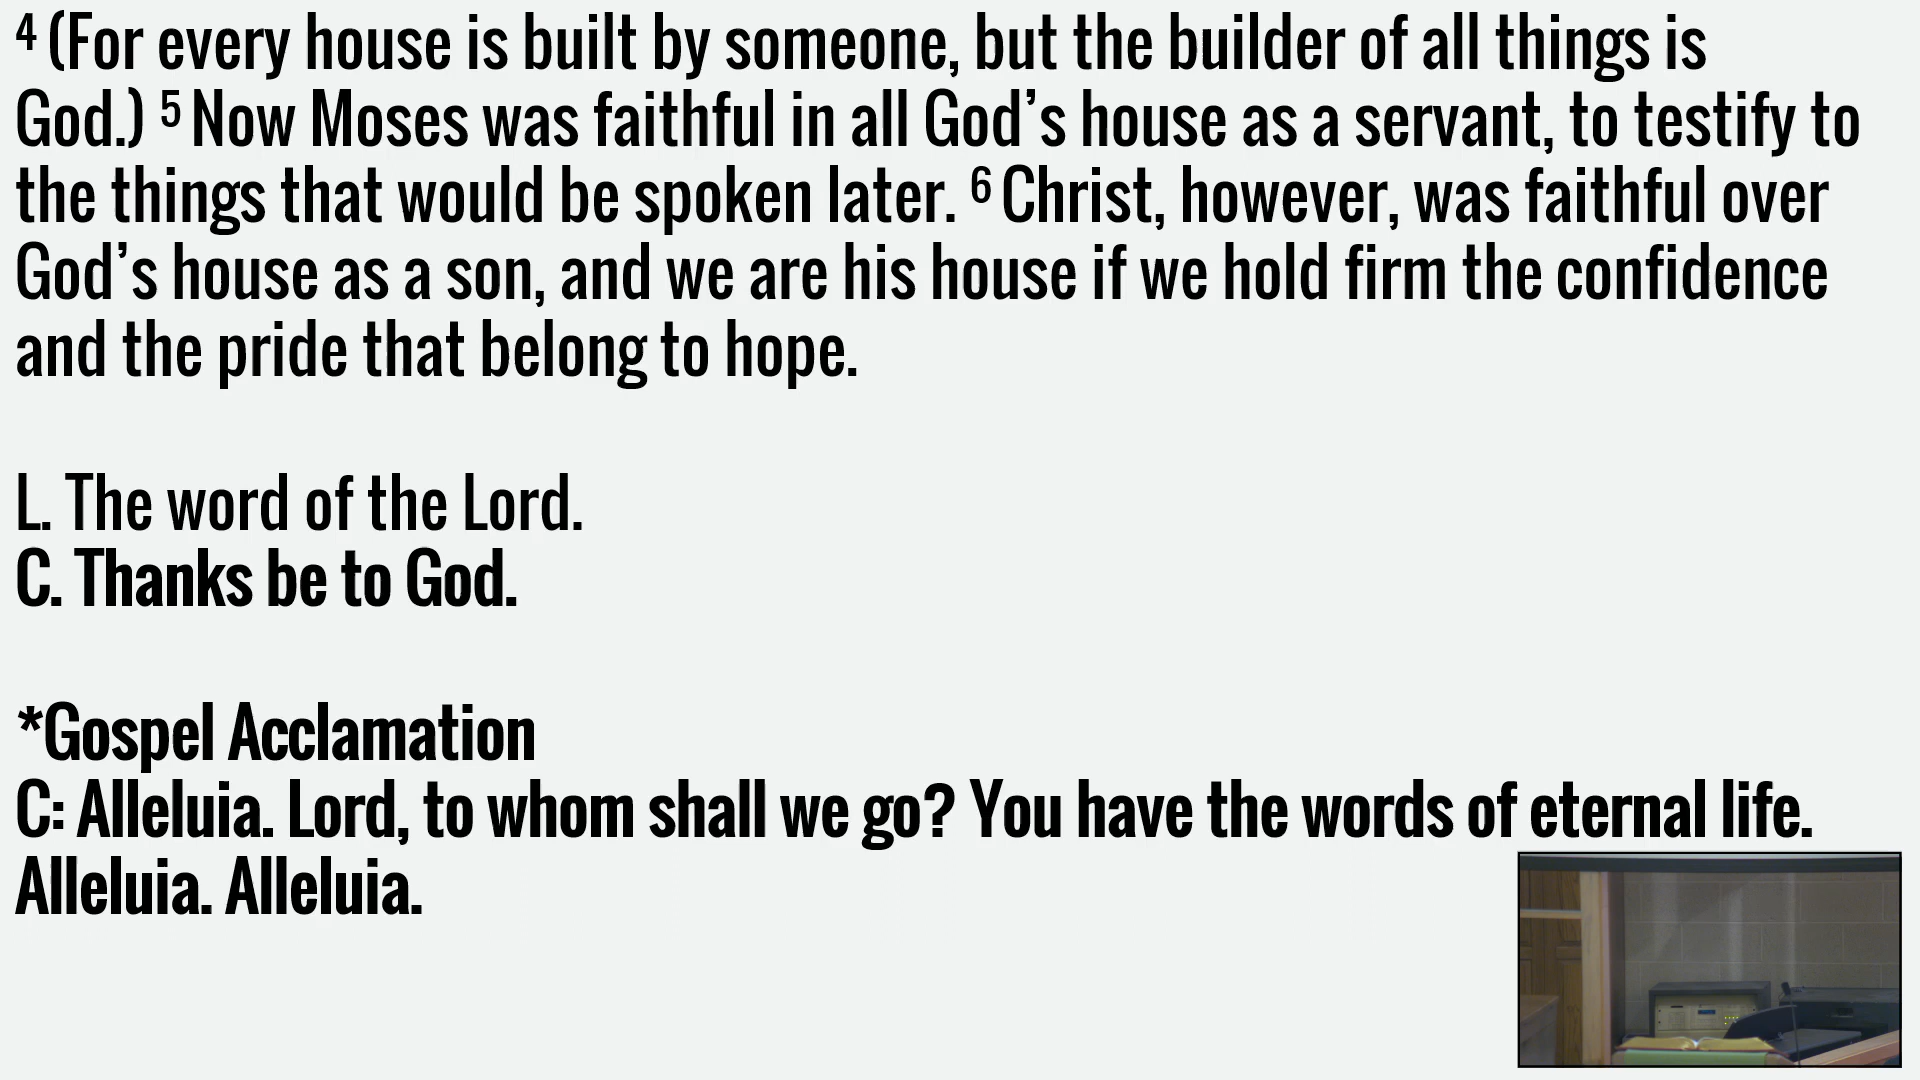 4 (For every house is built by someone, but the builder of all things is
God.) 5 Now Moses was faithful in all God’s house as a servant, to testify to
the things that would be spoken later. 6 Christ, however, was faithful over
God’s house as a son, and we are his house if we hold firm the confidence
and the pride that belong to hope.
L. The word of the Lord.
C. Thanks be to God.
*Gospel Acclamation
C: Alleluia. Lord, to whom shall we go? You have the words of eternal life.
Alleluia. Alleluia.